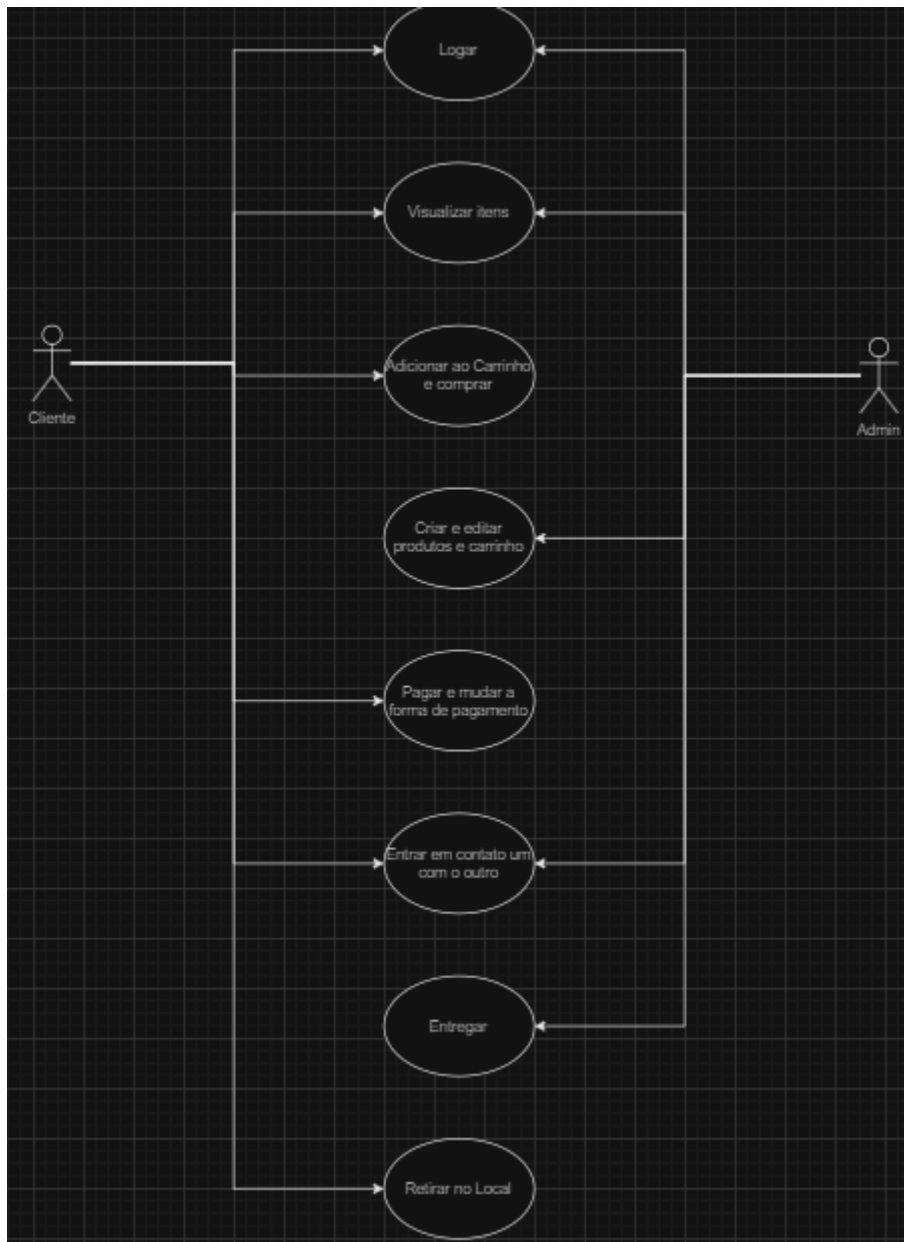 Logar
Visualizar itens
Adicionar ao Carrinho
e comprar
Cliente
Admin
Criar e editar
produtos e carrinho
Pagar e mudar a
forma de pagamento
Entrar em contato um
com o outro
Entregar
Retirar no Local